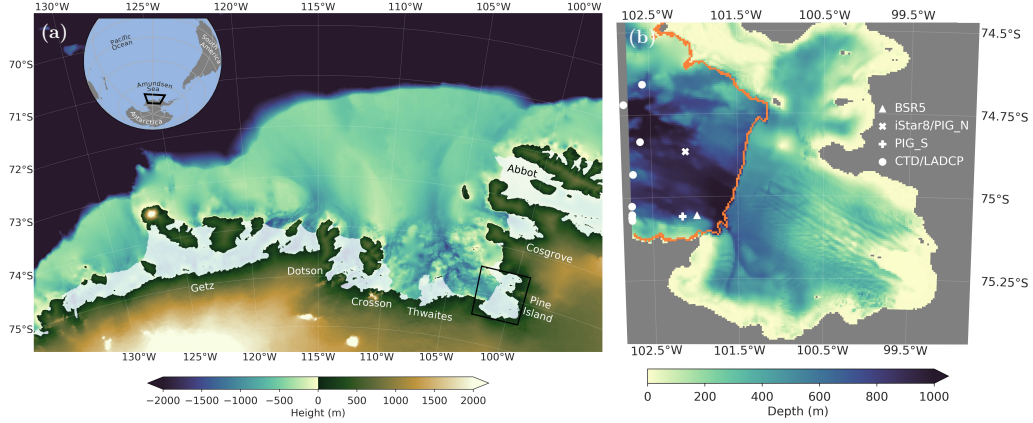 130°W 125°W 120°W 115°W 110°W 105°W 100°W
(a)
Pacific
Ocean
South
America
Amundsen
Sea
Antarctica
70°S
71°S
72°S
73°S
74°S
75°S
Abbot
Cosgrove
Dotson
Getz
Crosson
Thwaites
Pine
Island
130°W 125°W 120°W 115°W 110°W 105°W 100°W
−2000 −1500 −1000 −500 0 500 1000 1500 2000
Height (m)
102.5°W 101.5°W 100.5°W 99.5°W
(b)
74.5°S
74.75°S
75°S
75.25°S
BSR5
iStar8/PIG_N
PIG_S
CTD/LADCP
102.5°W 101.5°W 100.5°W 99.5°W
0 200 400 600 800 1000
Depth (m)